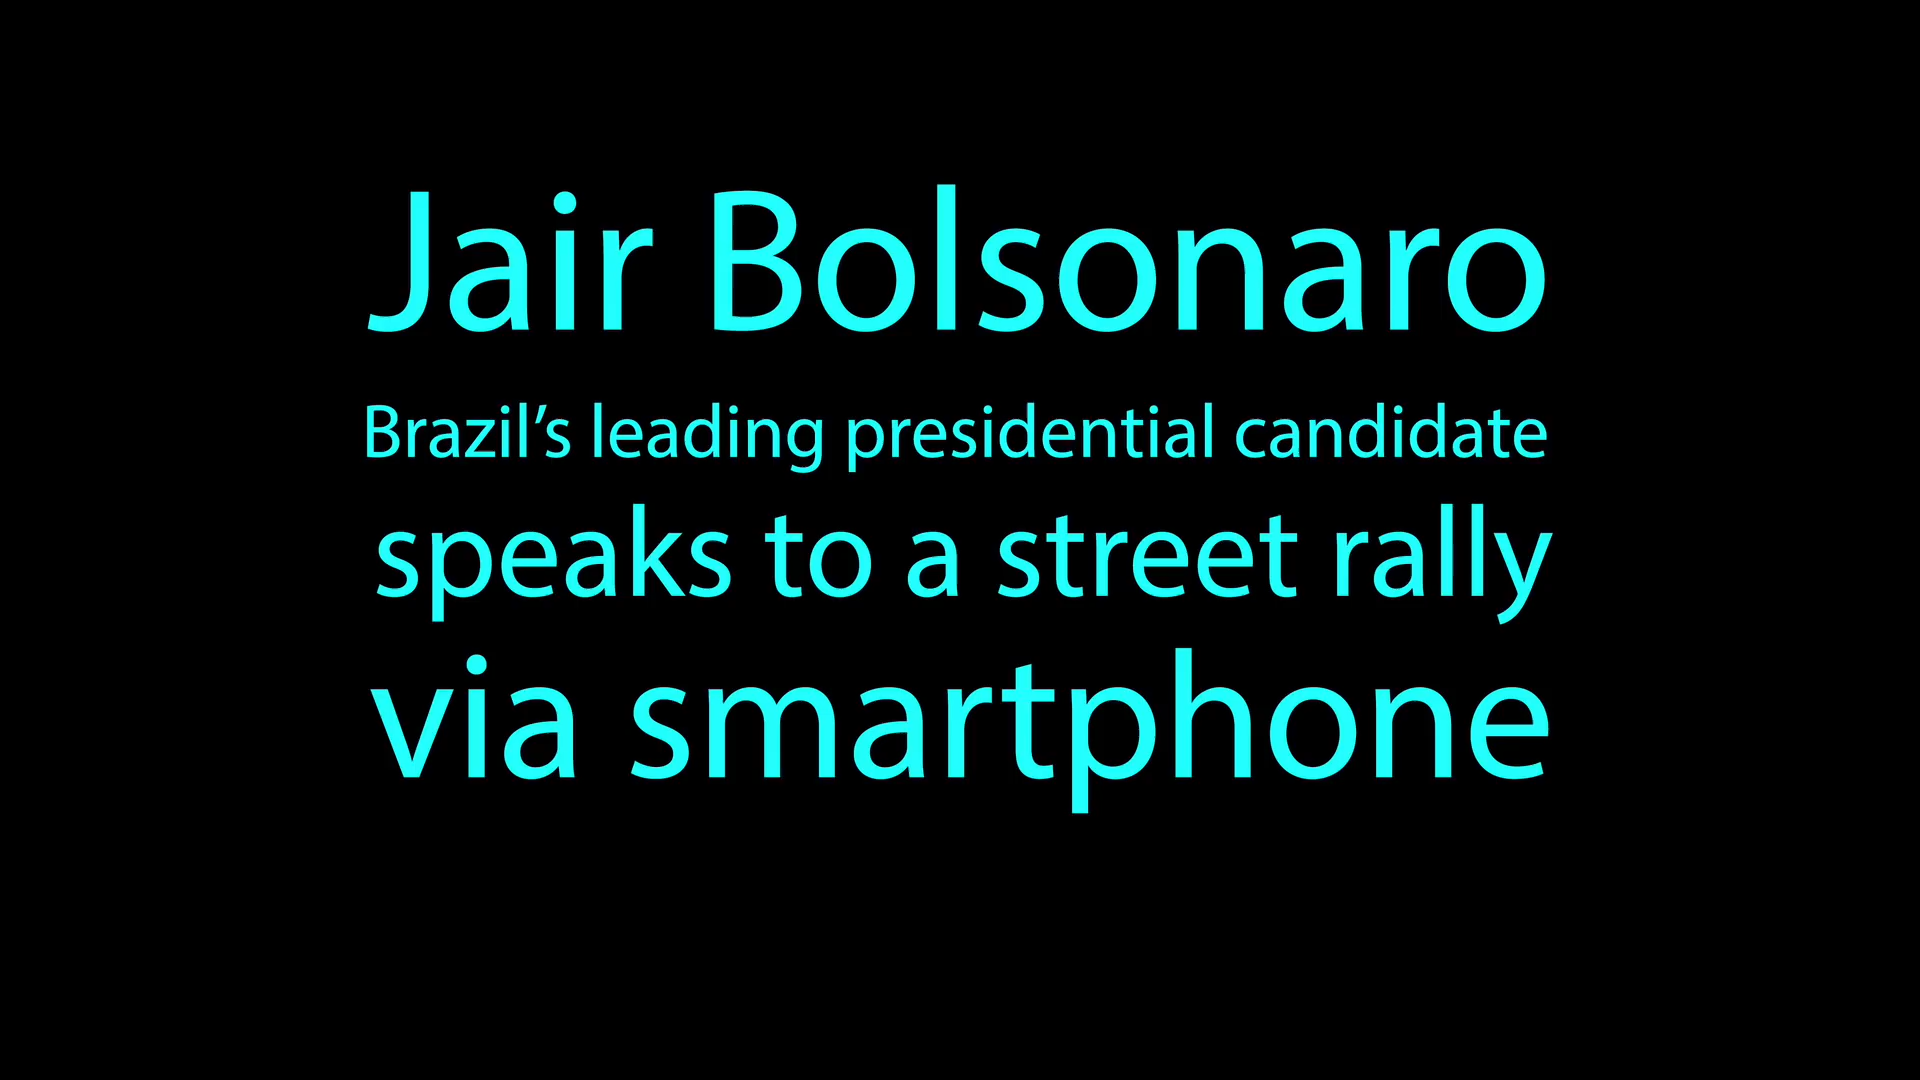 Jair Bolsonaro
Brazil’s leading presidential candidate
speaks to a street rally
via smartphone